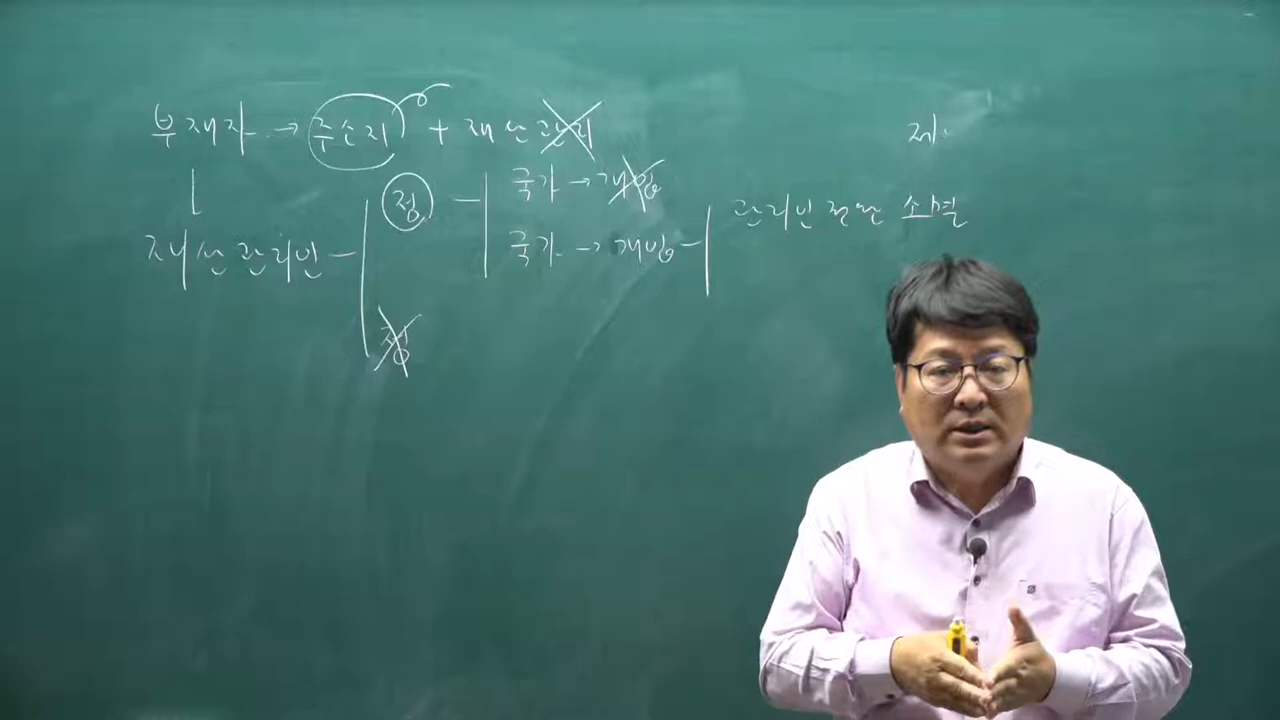 부재자 → 주소지 + 재산관리
제
정 국가 → 개입
관리인 권한 소멸
재산관리인 국가 → 개입
정